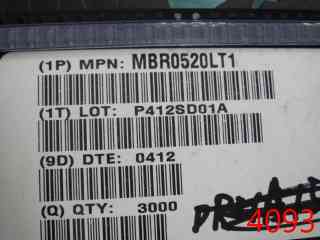 (1P) MPN: MBR0520LT1
(1T) LOT: P412SD01A
(9D) DTE: 0412
(Q) QTY: 3000
4093